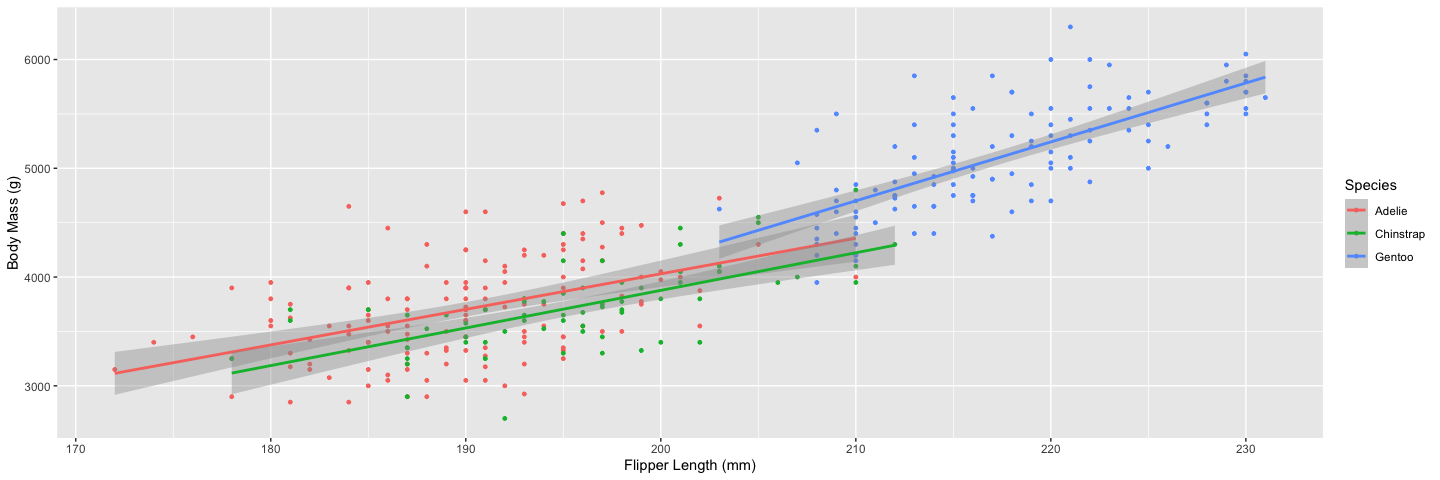 Body Mass (g)
6000
5000
4000
3000
170 180 190 200 210 220 230
Flipper Length (mm)
Species
Adelie
Chinstrap
Gentoo